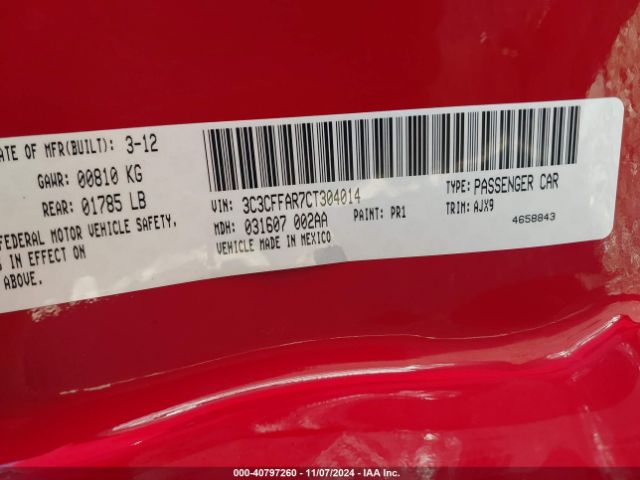 ATE OF MFR(BUILT): 3-12
GAWR: 00810 KG
REAR: 01785 LB
FEDERAL MOTOR VEHICLE SAFETY,
S IN EFFECT ON
ABOVE.
VIN: 3C3CFFAR7CT304014
MDH: 031607 002AA
PAINT: PR1
VEHICLE MADE IN MEXICO
TYPE: PASSENGER CAR
TRIM: AJX9
4658843
000-40797260 - 11/07/2024 - IAA Inc.